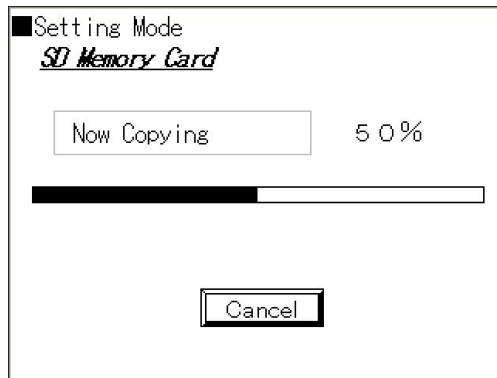 ■Setting Mode
SD Memory Card
Now Copying
５０％
Cancel